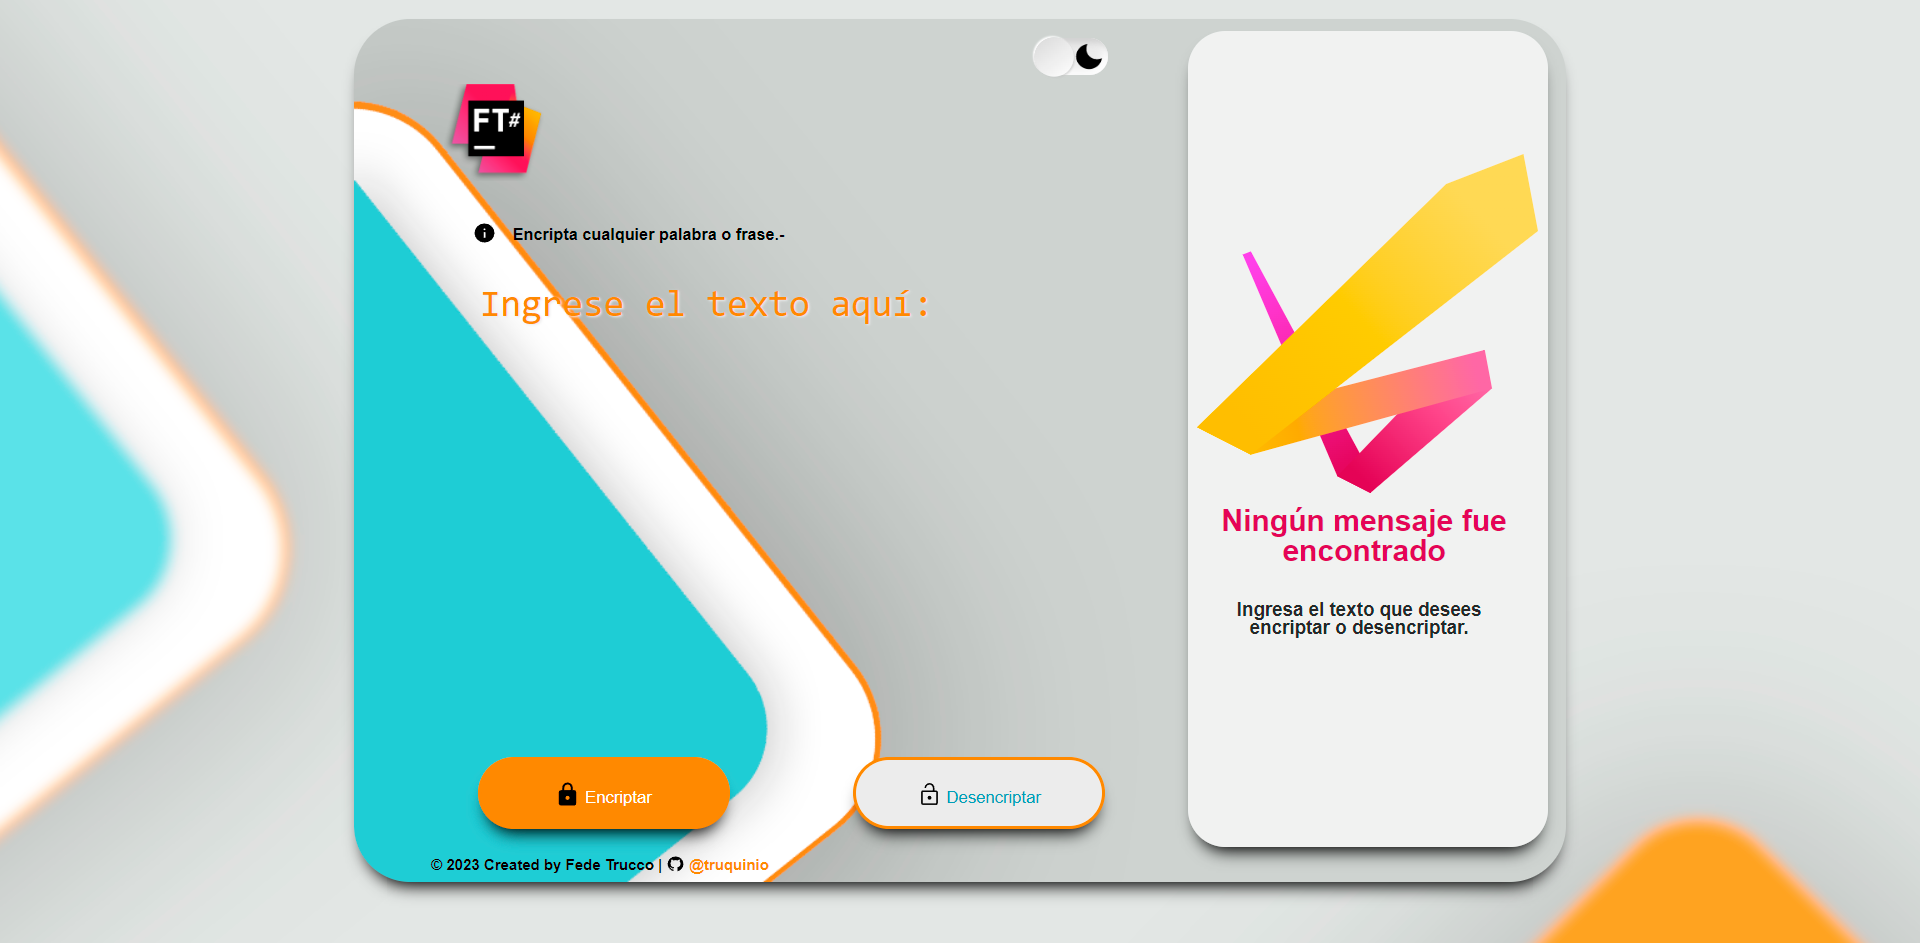 FT#
Encripta cualquier palabra o frase.-
Ingrese el texto aquí:
Encriptar
Desencriptar
© 2023 Created by Fede Trucco | @truquinio
Ningún mensaje fue
encontrado
Ingresa el texto que desees
encriptar o desencriptar.